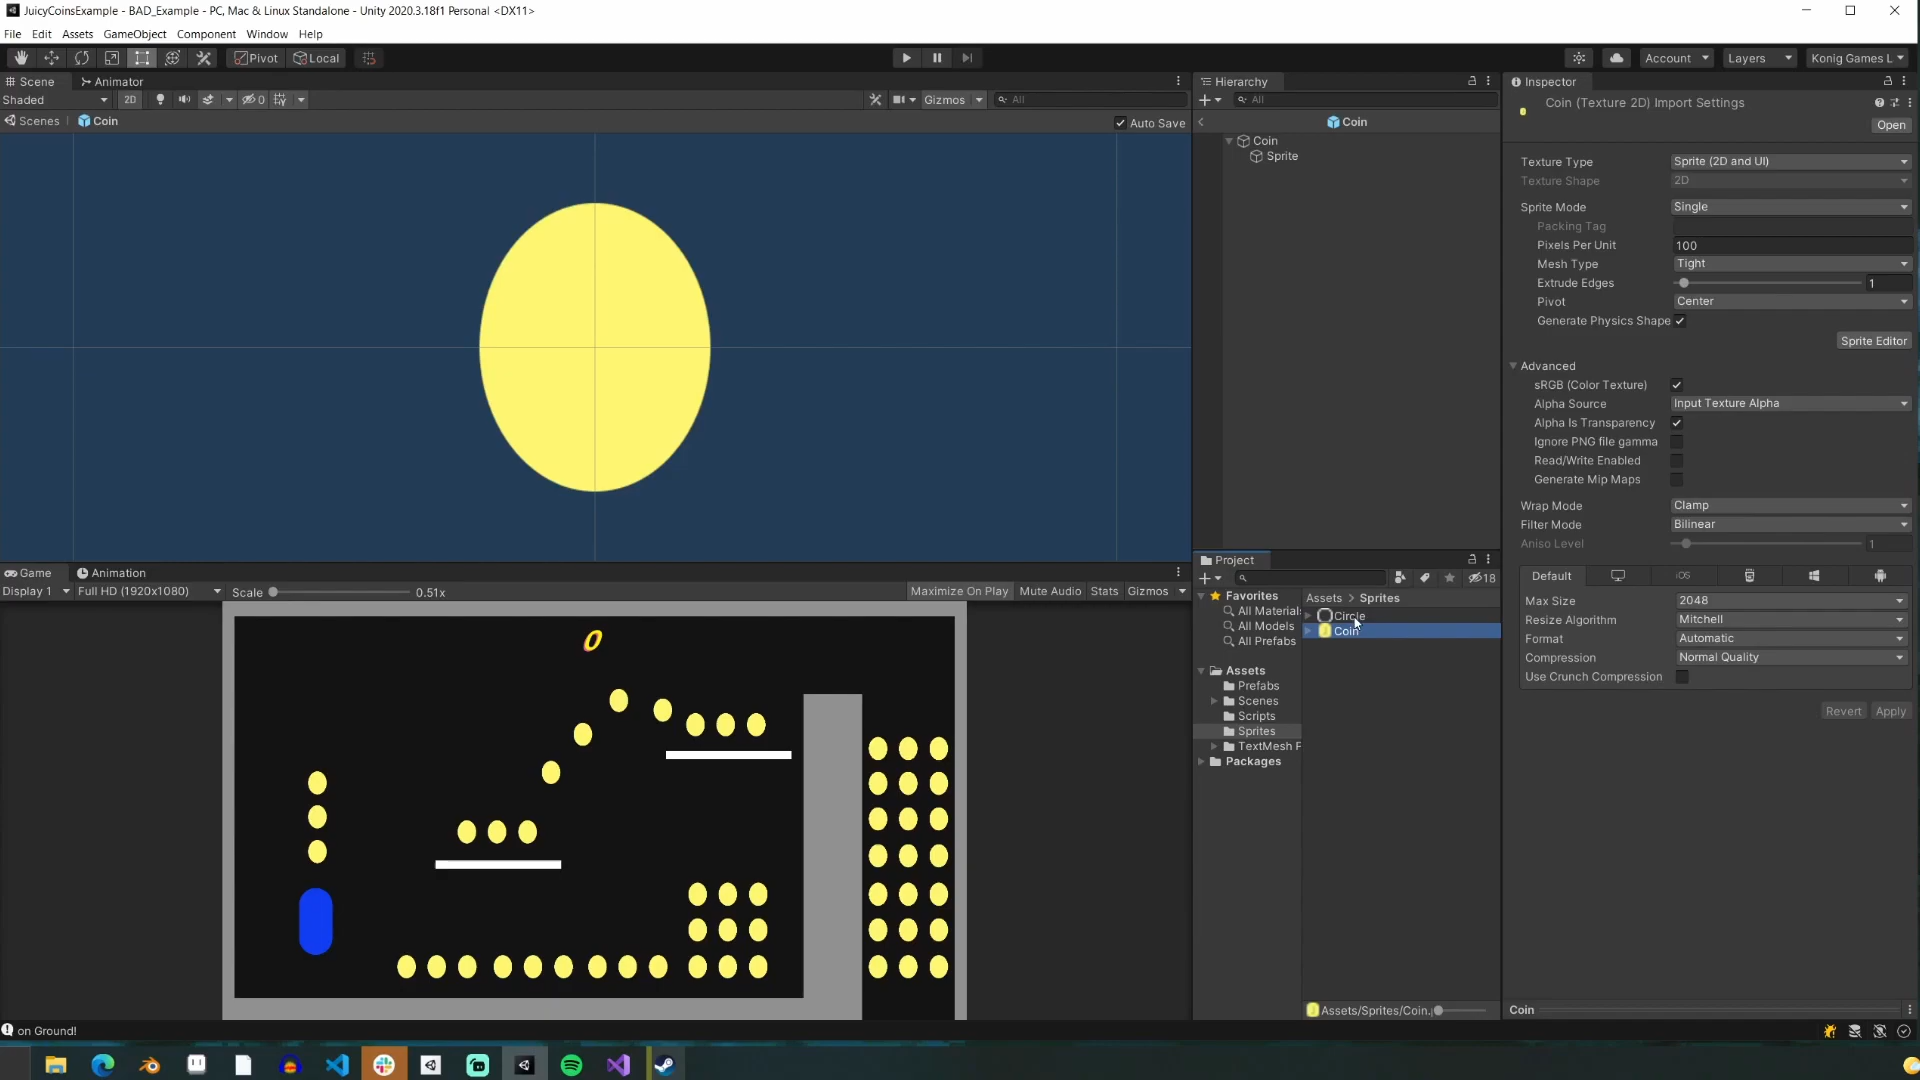 JuicyCoinsExample - BAD_Example - PC, Mac & Linux Standalone - Unity 2020.3.18f1 Personal <DX11>
File Edit Assets GameObject Component Window Help
Pivot Local Account Layers Konig Games L
Scene Animator
Shaded 2D 0 Gizmos All
Scenes Coin Auto Save
Game Animation
Display 1 Full HD (1920x1080) Scale 0.51x Maximize On Play Mute Audio Stats Gizmos
0
on Ground!
Hierarchy
All
Coin
Coin
Sprite
Project
18
Favorites
All Material
All Models
All Prefabs
Assets
Prefabs
Scenes
Scripts
Sprites
TextMesh P
Packages
Assets > Sprites
Circle
Coin
Assets/Sprites/Coin.
Inspector
Coin (Texture 2D) Import Settings
Open
Texture Type Sprite (2D and UI)
Texture Shape 2D
Sprite Mode Single
Packing Tag
Pixels Per Unit 100
Mesh Type Tight
Extrude Edges 1
Pivot Center
Generate Physics Shape
Sprite Editor
Advanced
sRGB (Color Texture)
Alpha Source Input Texture Alpha
Alpha Is Transparency
Ignore PNG file gamma
Read/Write Enabled
Generate Mip Maps
Wrap Mode Clamp
Filter Mode Bilinear
Aniso Level 1
Default iOS
Max Size 2048
Resize Algorithm Mitchell
Format Automatic
Compression Normal Quality
Use Crunch Compression
Revert Apply
Coin